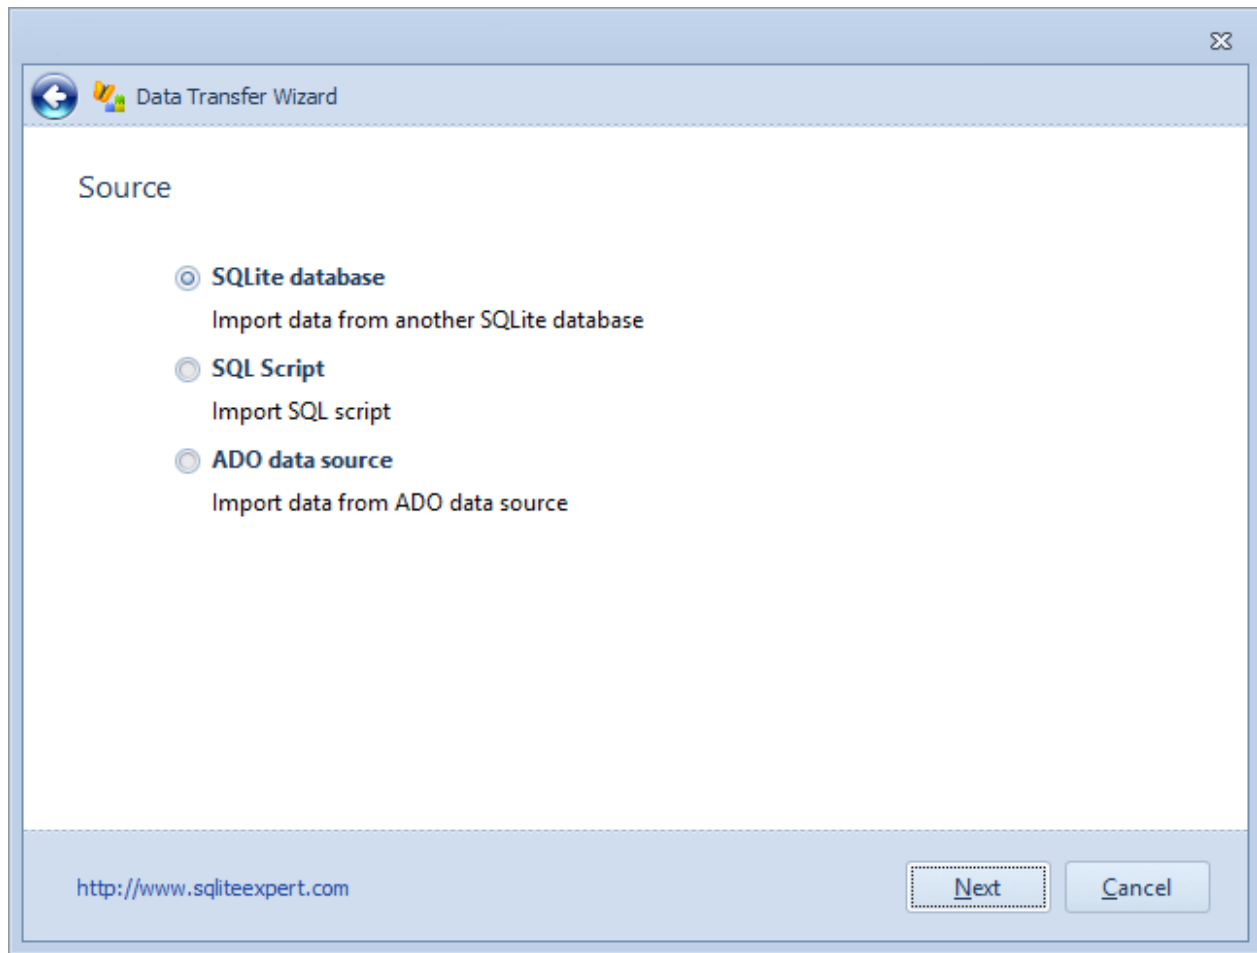 Data Transfer Wizard
Source
SQLite database
Import data from another SQLite database
SQL Script
Import SQL script
ADO data source
Import data from ADO data source
http://www.sqliteexpert.com
Next
Cancel